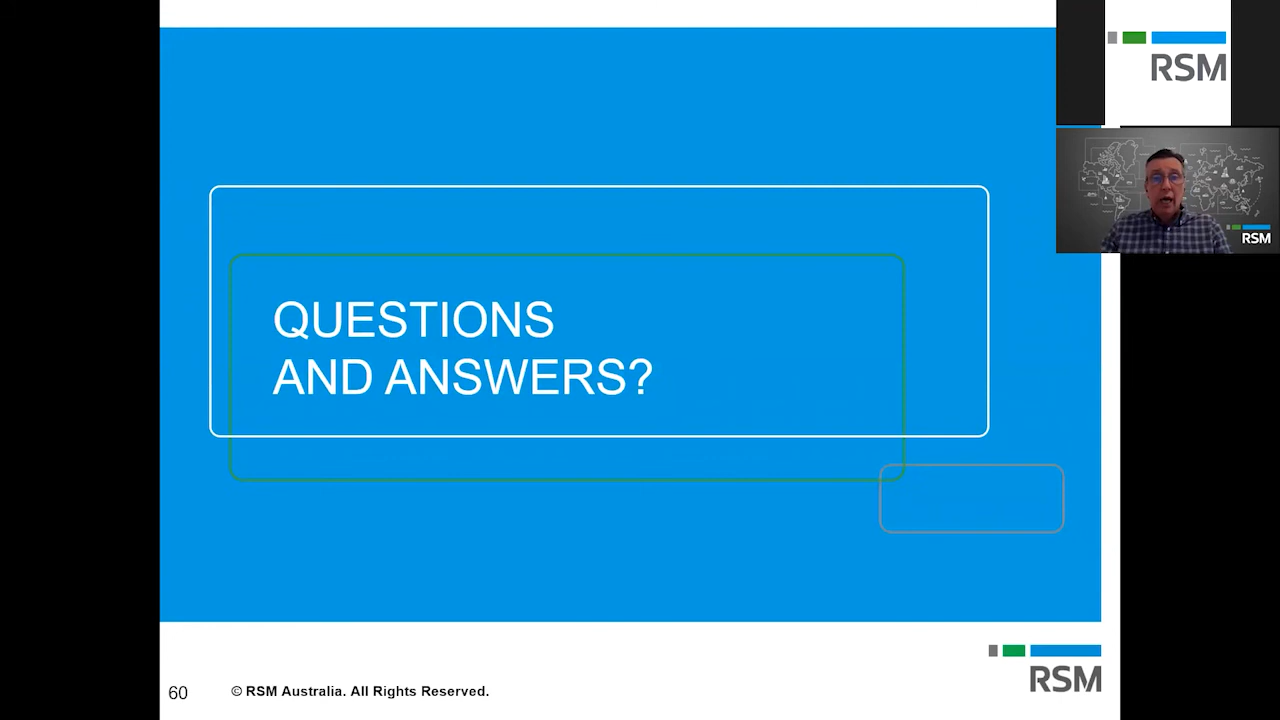 RSM
RSM
QUESTIONS
AND ANSWERS?
RSM
60
© RSM Australia. All Rights Reserved.